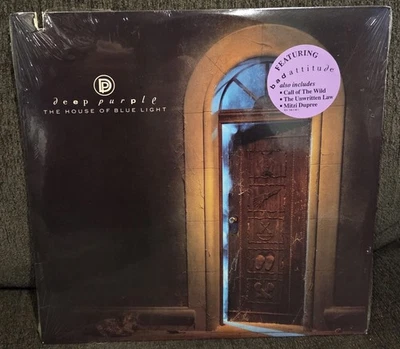 deep purple
THE HOUSE OF BLUE LIGHT
FEATURING
bad attitude
also includes
• Call of The Wild
• The Unwritten Law
• Mitzi Dupree